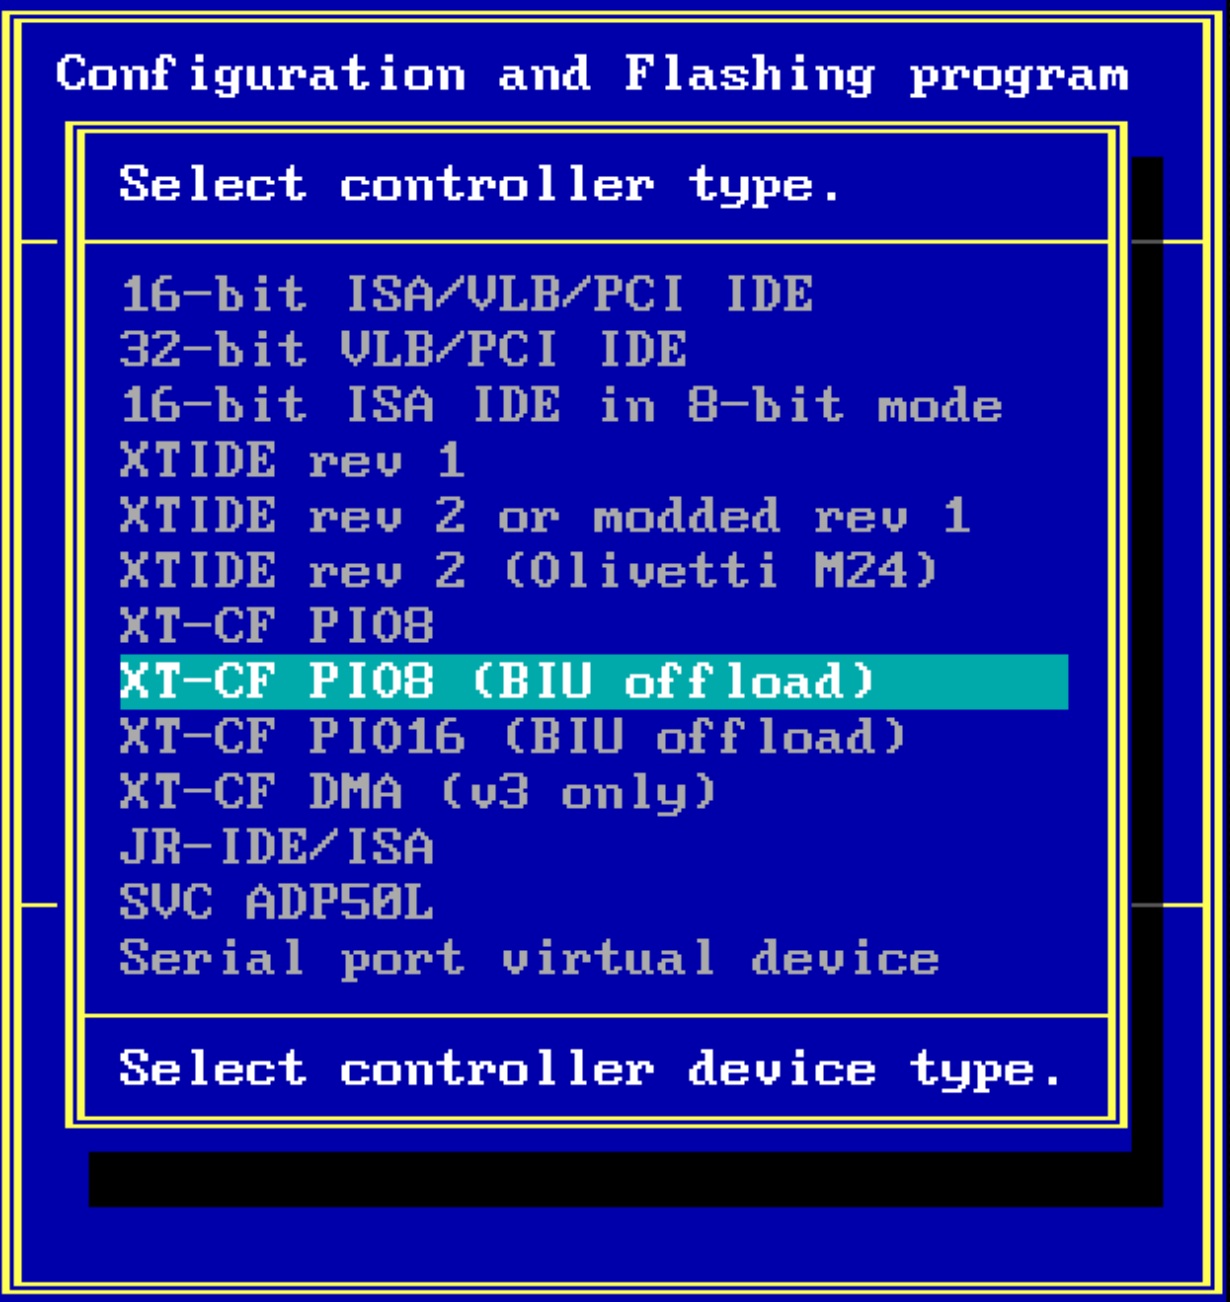 Configuration and Flashing program
Select controller type.
16-bit ISA/VLB/PCI IDE
32-bit VLB/PCI IDE
16-bit ISA IDE in 8-bit mode
XTIDE rev 1
XTIDE rev 2 or modded rev 1
XTIDE rev 2 (Olivetti M24)
XT-CF PIO8
XT-CF PIO8 (BIU offload)
XT-CF PIO16 (BIU offload)
XT-CF DMA (v3 only)
JR-IDE/ISA
SVC ADP50L
Serial port virtual device
Select controller device type.